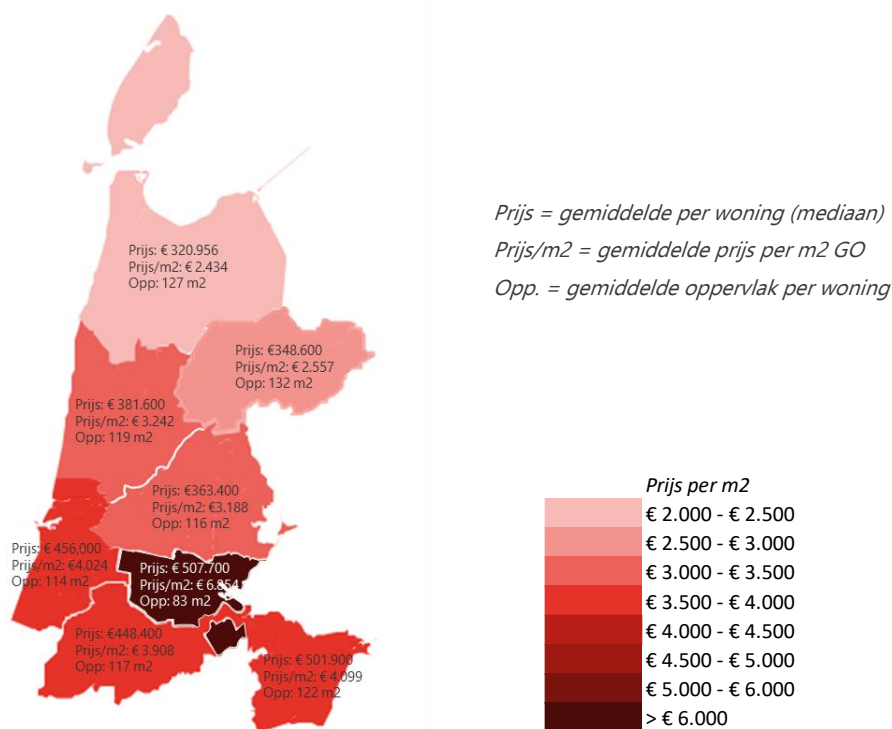 Prijs: € 320.956
Prijs/m2: € 2.434
Opp: 127 m2
Prijs: €348.600
Prijs/m2: € 2.557
Opp: 132 m2
Prijs: € 381.600
Prijs/m2: € 3.242
Opp: 119 m2
Prijs: €363.400
Prijs/m2: €3.188
Opp: 116 m2
Prijs: € 456,000
Prijs/m2: €4.024
Opp: 114 m2
Prijs: € 507.700
Prijs/m2: € 6.854
Opp: 83 m2
Prijs: €448.400
Prijs/m2: € 3.908
Opp: 117 m2
Prijs: € 501.900
Prijs/m2: € 4.099
Opp: 122 m2
Prijs = gemiddelde per woning (mediaan)
Prijs/m2 = gemiddelde prijs per m2 GO
Opp. = gemiddelde oppervlak per woning
Prijs per m2
€ 2.000 - € 2.500
€ 2.500 - € 3.000
€ 3.000 - € 3.500
€ 3.500 - € 4.000
€ 4.000 - € 4.500
€ 4.500 - € 5.000
€ 5.000 - € 6.000
> € 6.000